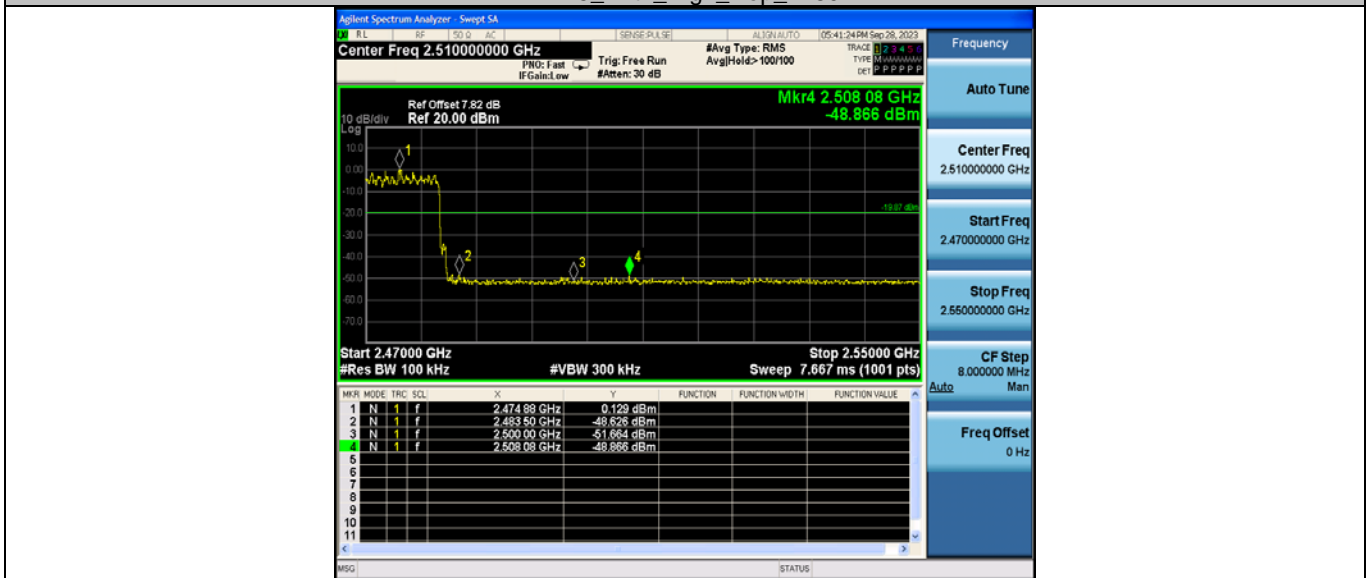 Agilent Spectrum Analyzer - Swept SA
RL RF 50 Ω AC SENSE:PULSE ALIGN AUTO 05:41:24 PM Sep 28, 2023
Center Freq 2.510000000 GHz
PNO: Fast
IFGain:Low
Trig: Free Run
#Atten: 30 dB
#Avg Type: RMS
Avg|Hold:> 100/100
TRACE 1 2 3 4 5 6
TYPE
DET P P P P P P
Frequency
Mkr4 2.508 08 GHz
-48.866 dBm
Ref Offset 7.82 dB
10 dB/div Ref 20.00 dBm
Log
10.0
0.00
-10.0
-20.0
-30.0
-40.0
-50.0
-60.0
-70.0
1
2
3
4
-19.87 dBm
Start 2.47000 GHz Stop 2.55000 GHz
#Res BW 100 kHz #VBW 300 kHz Sweep 7.667 ms (1001 pts)
MKR MODE TRC SCL X Y FUNCTION FUNCTION WIDTH FUNCTION VALUE
1 N 1 f 2.474 88 GHz 0.129 dBm
2 N 1 f 2.483 50 GHz -48.626 dBm
3 N 1 f 2.500 00 GHz -51.664 dBm
4 N 1 f 2.508 08 GHz -48.866 dBm
5
6
7
8
9
10
11
MSG STATUS
Auto Tune
Center Freq
2.510000000 GHz
Start Freq
2.470000000 GHz
Stop Freq
2.550000000 GHz
CF Step
8.000000 MHz
Auto Man
Freq Offset
0 Hz